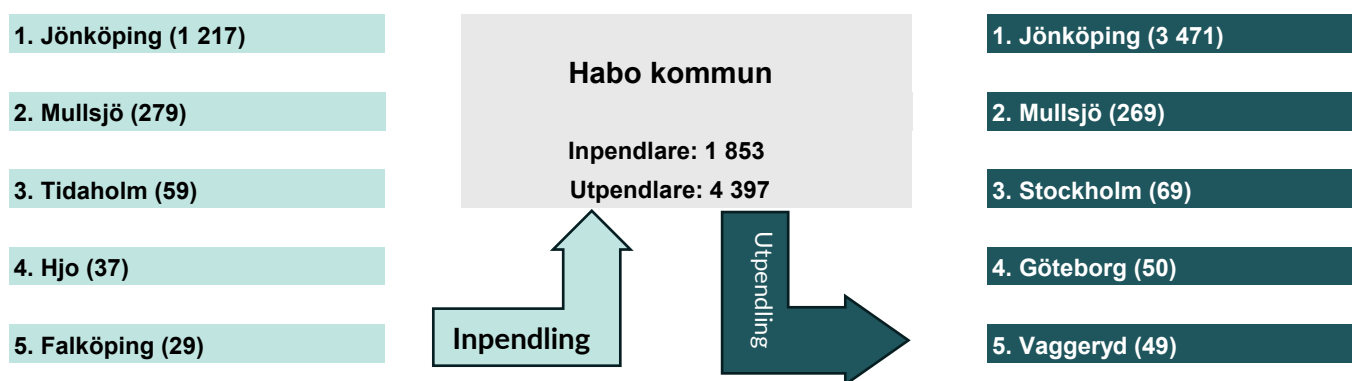 1. Jönköping (1 217)
2. Mullsjö (279)
3. Tidaholm (59)
4. Hjo (37)
5. Falköping (29)
Habo kommun
Inpendlare: 1 853
Utpendlare: 4 397
Inpendling
Utpendling
1. Jönköping (3 471)
2. Mullsjö (269)
3. Stockholm (69)
4. Göteborg (50)
5. Vaggeryd (49)